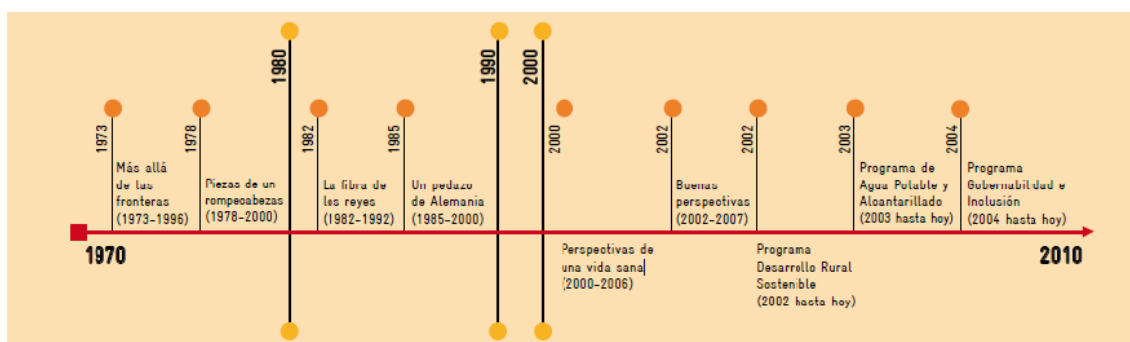 1980
1990
2000
1973
Más allá
de las
fronteras
(1973-1996)
1978
Piezas de un
rompecabezas
(1978-2000)
1982
La fibra de
los reyes
(1982-1992)
1985
Un pedazo
de Alemania
(1985-2000)
2000
Perspectivas de
una vida sana
(2000-2006)
2002
Buenas
perspectivas
(2002-2007)
2002
Programa
Desarrollo Rural
Sostenible
(2002 hasta hoy)
2003
Programa de
Agua Potable y
Alcantarillado
(2003 hasta hoy)
2004
Programa
Gobernabilidad e
Inclusión
(2004 hasta hoy)
1970
2010